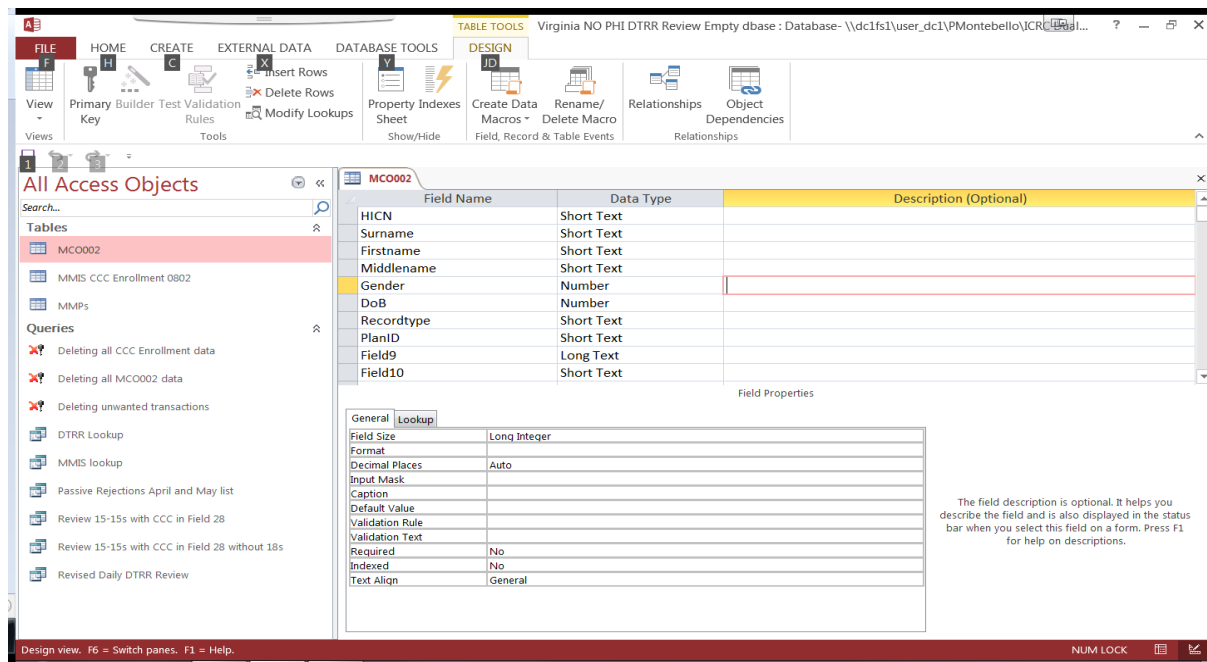 TABLE TOOLS Virginia NO PHI DTRR Review Empty dbase : Database- \\dc1fs1\user_dc1\PMontebello\ICRC
FILE HOME CREATE EXTERNAL DATA DATABASE TOOLS DESIGN
F H C X Y JD
View
Views
Primary Key
Builder
Test Validation Rules
Insert Rows
Delete Rows
Modify Lookups
Tools
Property Sheet
Indexes
Show/Hide
Create Data Macros
Rename/ Delete Macro
Field, Record & Table Events
Relationships
Object Dependencies
Relationships
1 2 3
All Access Objects
Search...
Tables
MCO002
MMIS CCC Enrollment 0802
MMPs
Queries
Deleting all CCC Enrollment data
Deleting all MCO002 data
Deleting unwanted transactions
DTRR Lookup
MMIS lookup
Passive Rejections April and May list
Review 15-15s with CCC in Field 28
Review 15-15s with CCC in Field 28 without 18s
Revised Daily DTRR Review
MCO002
Field Name Data Type Description (Optional)
HICN Short Text
Surname Short Text
Firstname Short Text
Middlename Short Text
Gender Number
DoB Number
Recordtype Short Text
PlanID Short Text
Field9 Long Text
Field10 Short Text
Field Properties
General Lookup
Field Size Long Integer
Format
Decimal Places Auto
Input Mask
Caption
Default Value
Validation Rule
Validation Text
Required No
Indexed No
Text Align General
The field description is optional. It helps you
describe the field and is also displayed in the status
bar when you select this field on a form. Press F1
for help on descriptions.
Design view. F6 = Switch panes. F1 = Help.
NUM LOCK